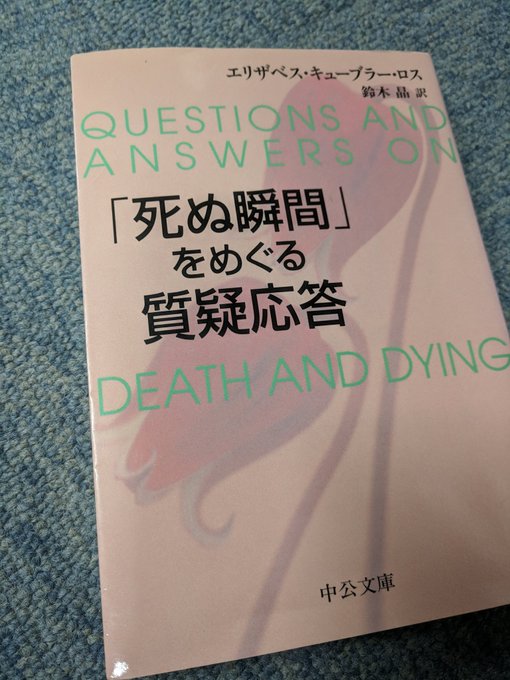 エリザベス・キューブラー・ロス
鈴木 晶 訳
QUESTIONS AND
ANSWERS ON
「死ぬ瞬間」
をめぐる
質疑応答
DEATH AND DYING
中公文庫